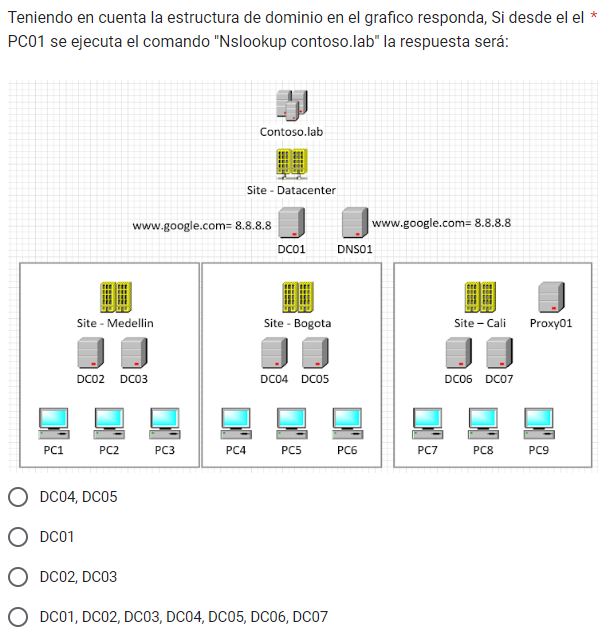 Teniendo en cuenta la estructura de dominio en el grafico responda, Si desde el el *
PC01 se ejecuta el comando "Nslookup contoso.lab" la respuesta será:
Contoso.lab
Site - Datacenter
www.google.com= 8.8.8.8
www.google.com= 8.8.8.8
DC01
DNS01
Site - Medellin
Site - Bogota
Site – Cali
Proxy01
DC02
DC03
DC04
DC05
DC06
DC07
PC1
PC2
PC3
PC4
PC5
PC6
PC7
PC8
PC9
DC04, DC05
DC01
DC02, DC03
DC01, DC02, DC03, DC04, DC05, DC06, DC07